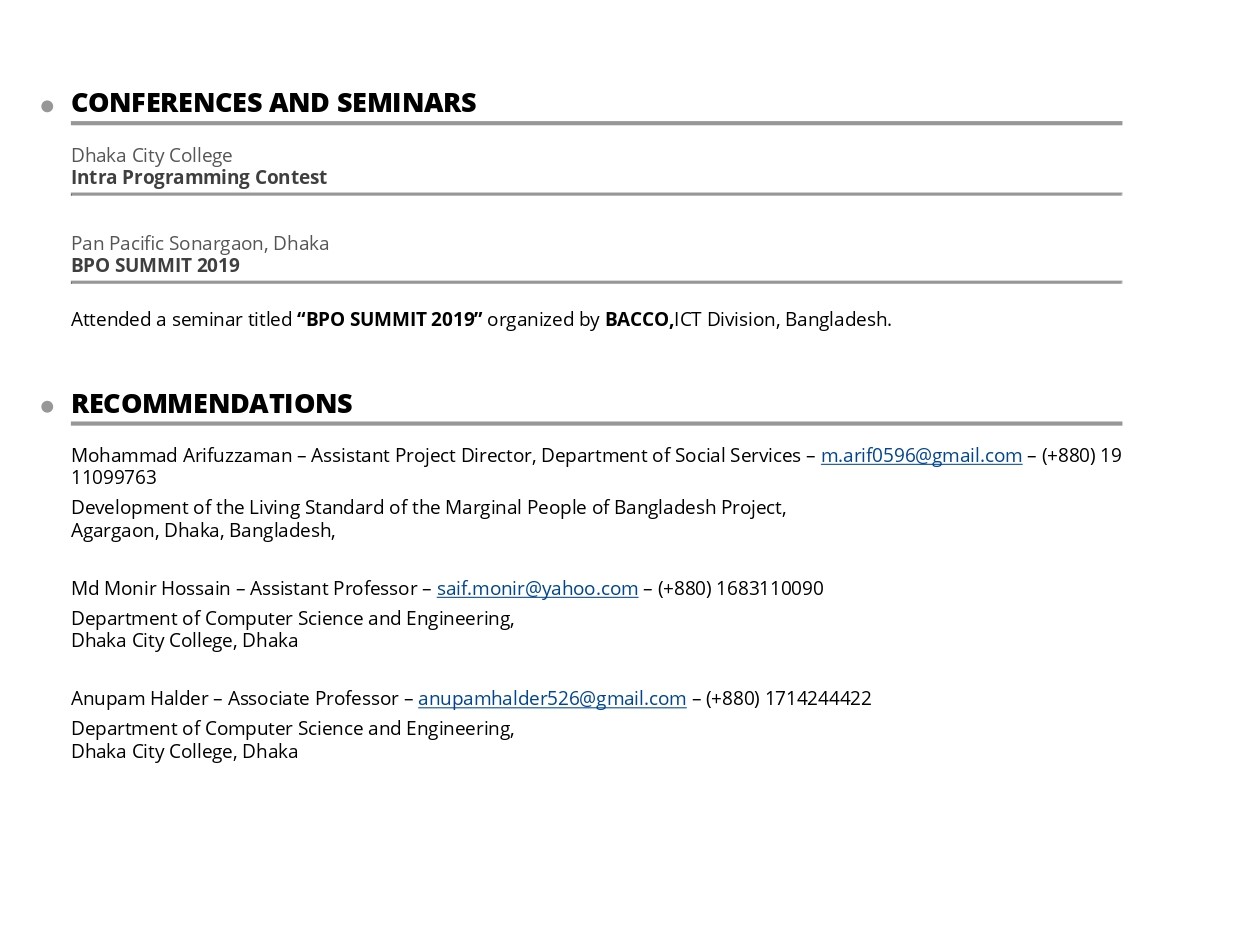 CONFERENCES AND SEMINARS
Dhaka City College
Intra Programming Contest
Pan Pacific Sonargaon, Dhaka
BPO SUMMIT 2019
Attended a seminar titled “BPO SUMMIT 2019” organized by BACCO,ICT Division, Bangladesh.
RECOMMENDATIONS
Mohammad Arifuzzaman – Assistant Project Director, Department of Social Services – m.arif0596@gmail.com – (+880) 19
11099763
Development of the Living Standard of the Marginal People of Bangladesh Project,
Agargaon, Dhaka, Bangladesh,
Md Monir Hossain – Assistant Professor – saif.monir@yahoo.com – (+880) 1683110090
Department of Computer Science and Engineering,
Dhaka City College, Dhaka
Anupam Halder – Associate Professor – anupamhalder526@gmail.com – (+880) 1714244422
Department of Computer Science and Engineering,
Dhaka City College, Dhaka